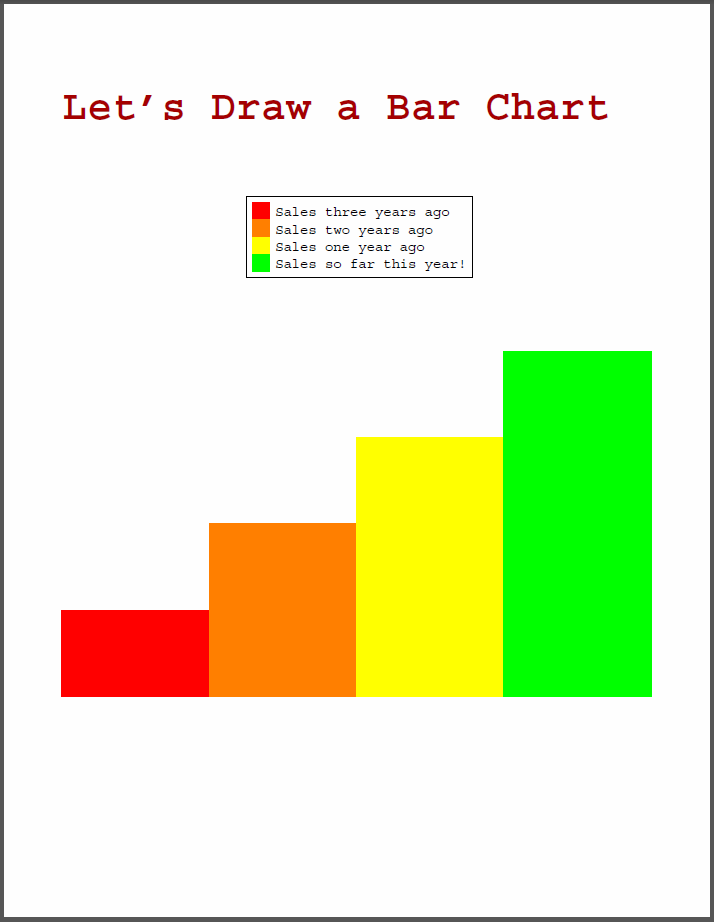 Let’s Draw a Bar Chart
Sales three years ago
Sales two years ago
Sales one year ago
Sales so far this year!